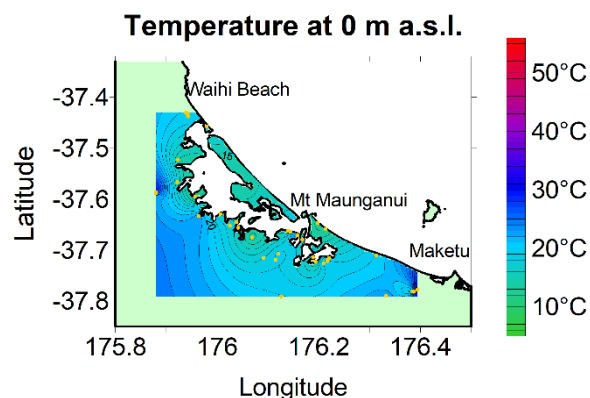 Temperature at 0 m a.s.l.
Waihi Beach
Mt Maunganui
Maketu
15
Latitude
-37.4
-37.5
-37.6
-37.7
-37.8
175.8
176
176.2
176.4
Longitude
50°C
40°C
30°C
20°C
10°C